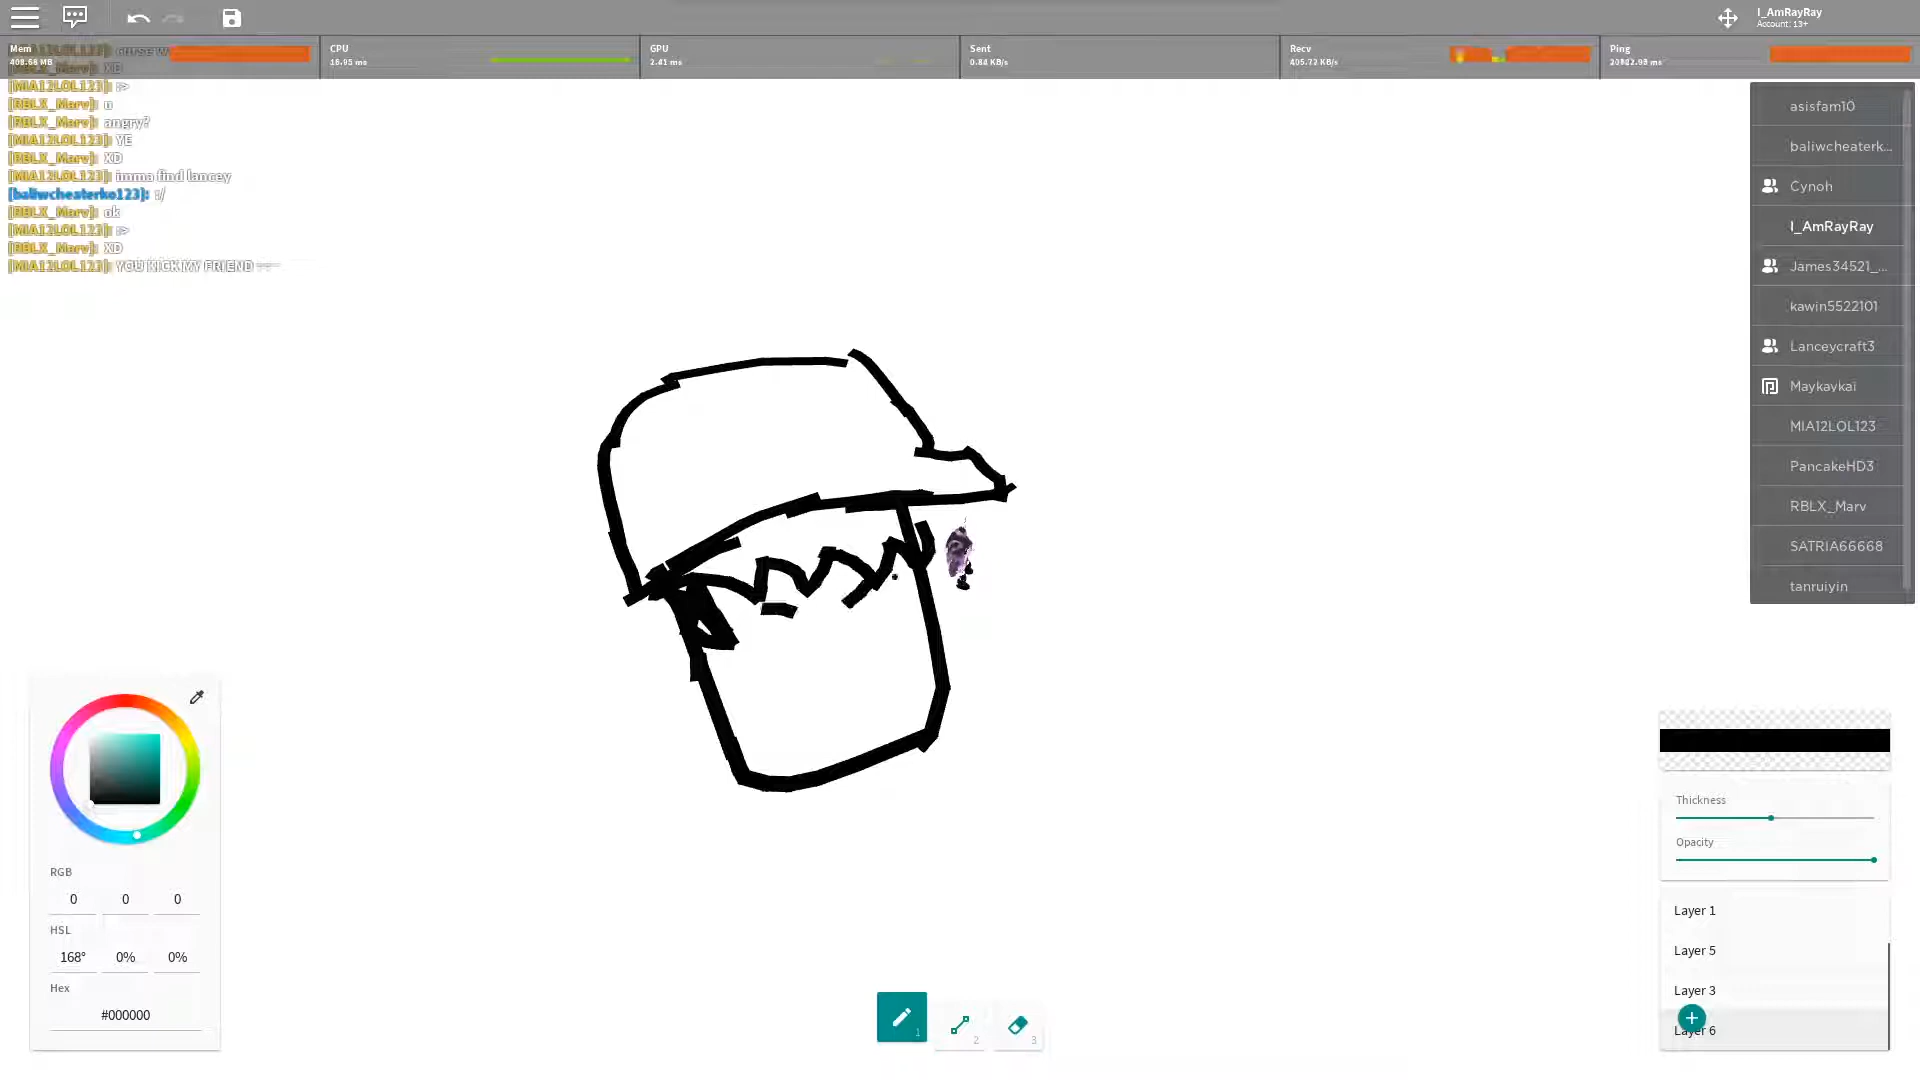 I_AmRayRay
Account: 13+
Mem
CPU
18.95 ms
GPU
2.41 ms
Sent
0.84 KB/s
Recv
405.72 KB/s
Ping
[RBLX_Marv]: XD
[MIA12LOL123]: :>
[RBLX_Marv]: u
[RBLX_Marv]: angry?
[MIA12LOL123]: YE
[RBLX_Marv]: XD
[MIA12LOL123]: imma find lancey
[baliwcheaterko123]: :/
[RBLX_Marv]: ok
[MIA12LOL123]: :>
[RBLX_Marv]: XD
[MIA12LOL123]: YOU KICK MY FRIEND
asisfam10
baliwcheaterk...
Cynoh
I_AmRayRay
James34521_...
kawin5522101
Lanceycraft3
Maykaykai
MIA12LOL123
PancakeHD3
RBLX_Marv
SATRIA66668
tanruiyin
RGB
0 0 0
HSL
168° 0% 0%
Hex
#000000
1
2
3
Thickness
Opacity
Layer 1
Layer 5
Layer 3
Layer 6